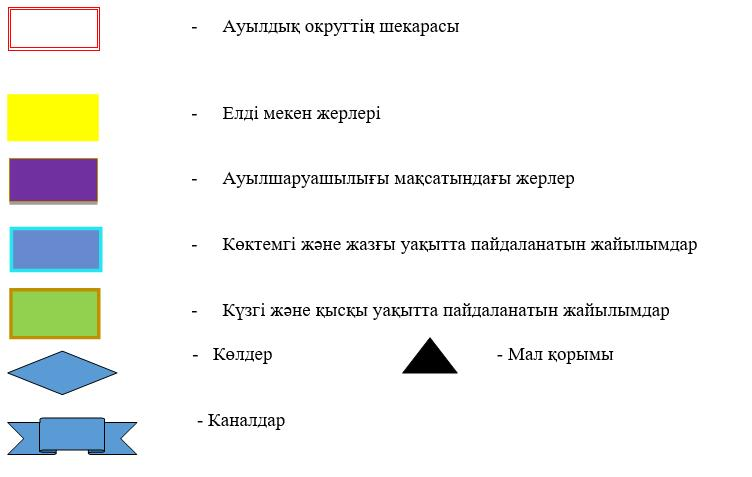 - Ауылдық округтің шекарасы
- Елді мекен жерлері
- Ауылшаруашылығы мақсатындағы жерлер
- Көктемгі және жазғы уақытта пайдаланатын жайылымдар
- Күзгі және қысқы уақытта пайдаланатын жайылымдар
- Көлдер
- Мал қорымы
- Каналдар